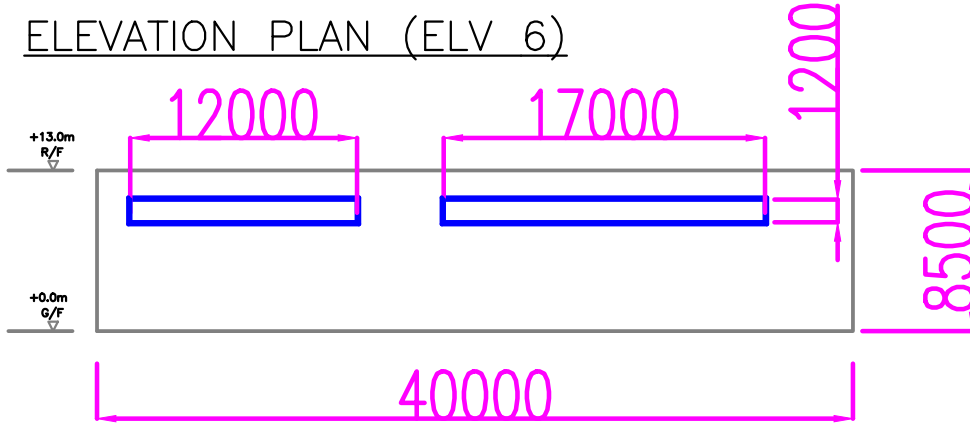 ELEVATION PLAN (ELV 6)
12000
17000
1200
+13.0m
R/F
8500
+0.0m
G/F
40000